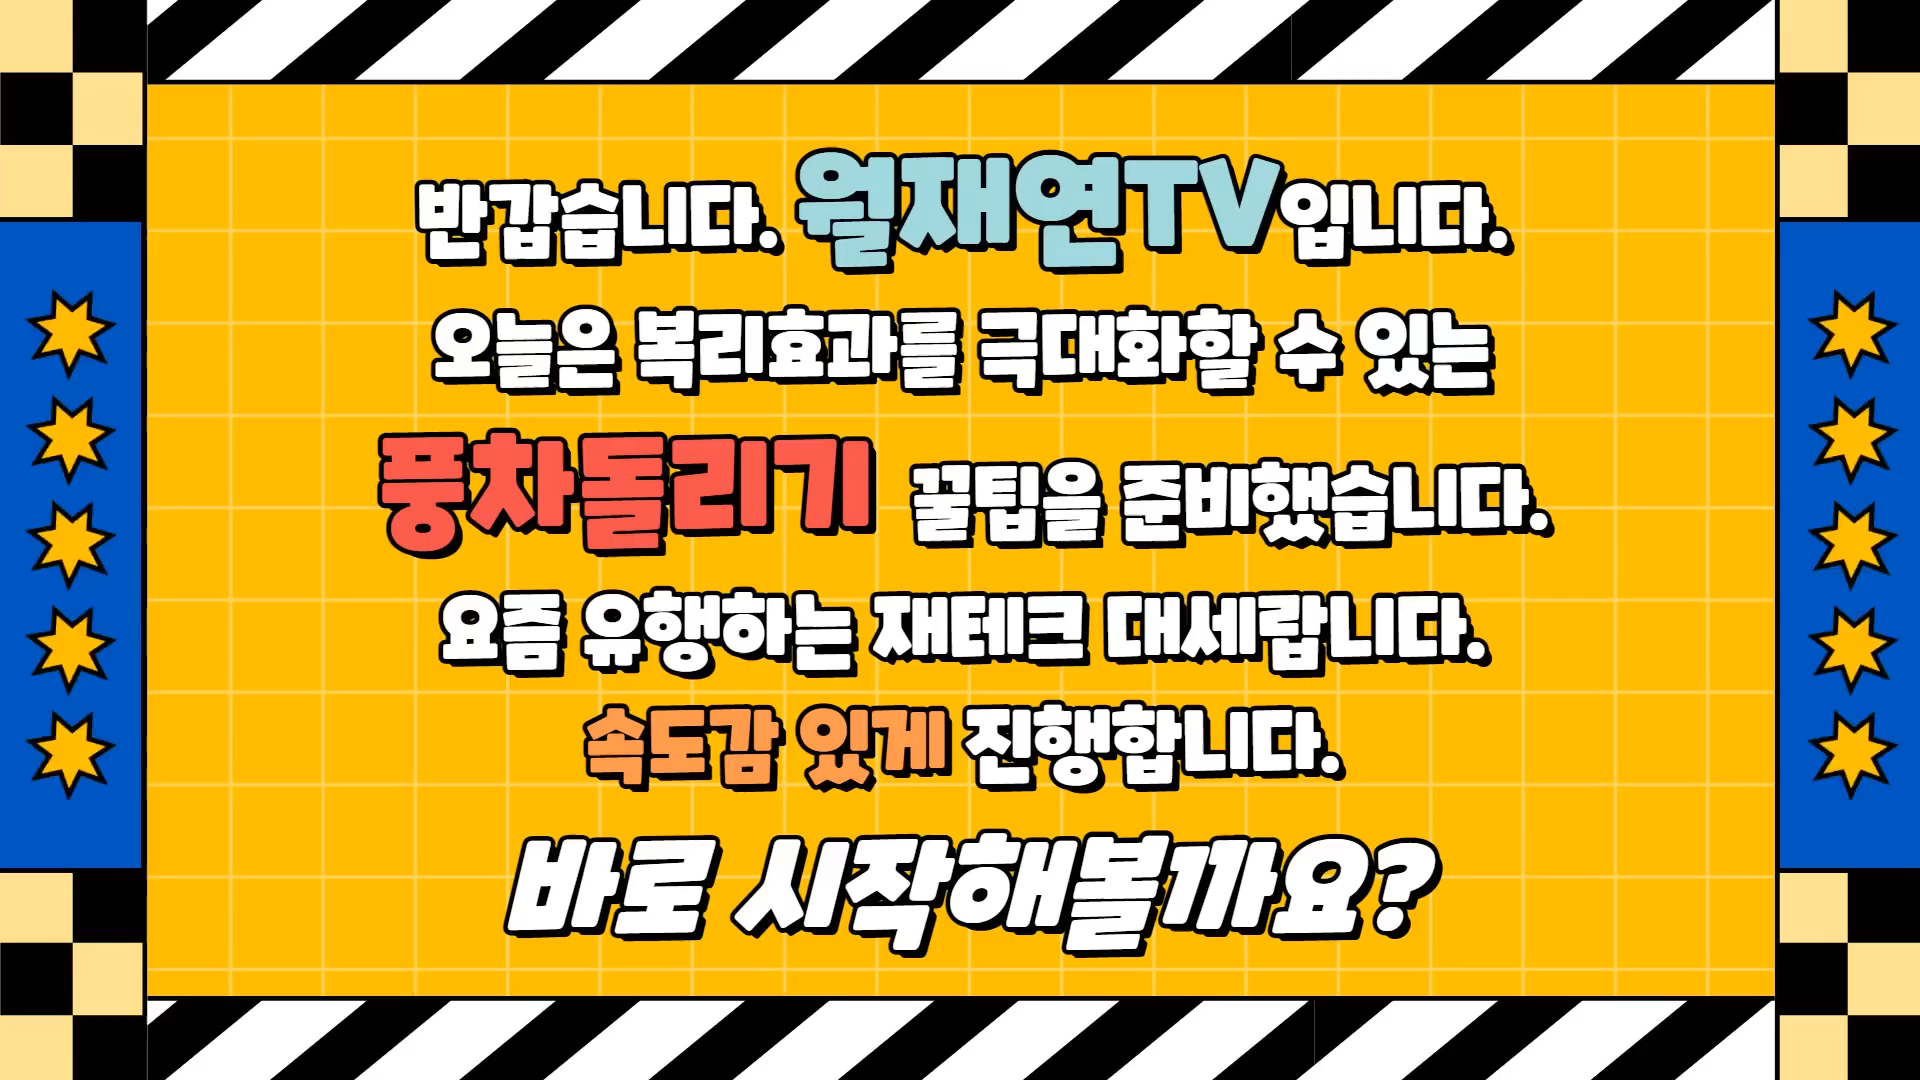 반갑습니다. 월재연TV입니다.
오늘은 복리효과를 극대화할 수 있는
풍차돌리기 꿀팁을 준비했습니다.
요즘 유행하는 재테크 대세랍니다.
속도감 있게 진행합니다.
바로 시작해볼까요?